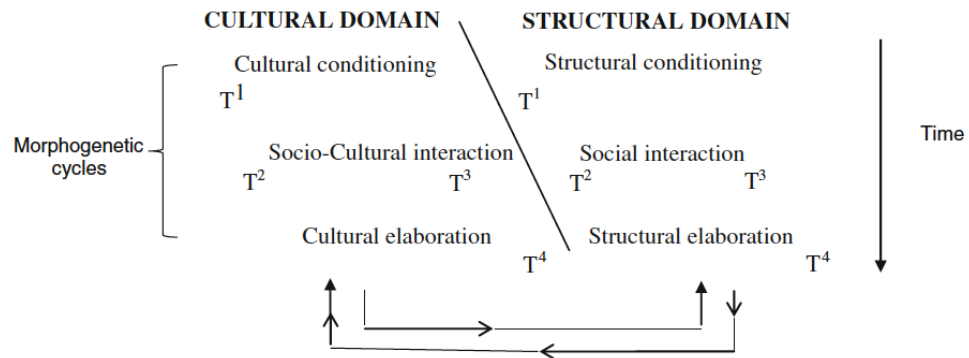 CULTURAL DOMAIN
STRUCTURAL DOMAIN
Cultural conditioning
Structural conditioning
T1
T1
Morphogenetic
cycles
Time
Socio-Cultural interaction
Social interaction
T2
T3
T2
T3
Cultural elaboration
Structural elaboration
T4
T4